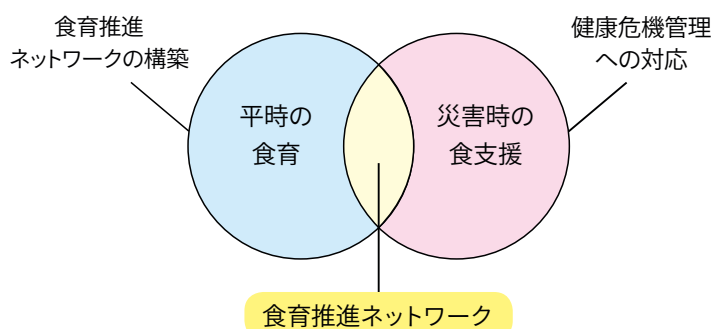 食育推進
ネットワークの構築
健康危機管理
への対応
平時の
食育
災害時の
食支援
食育推進ネットワーク